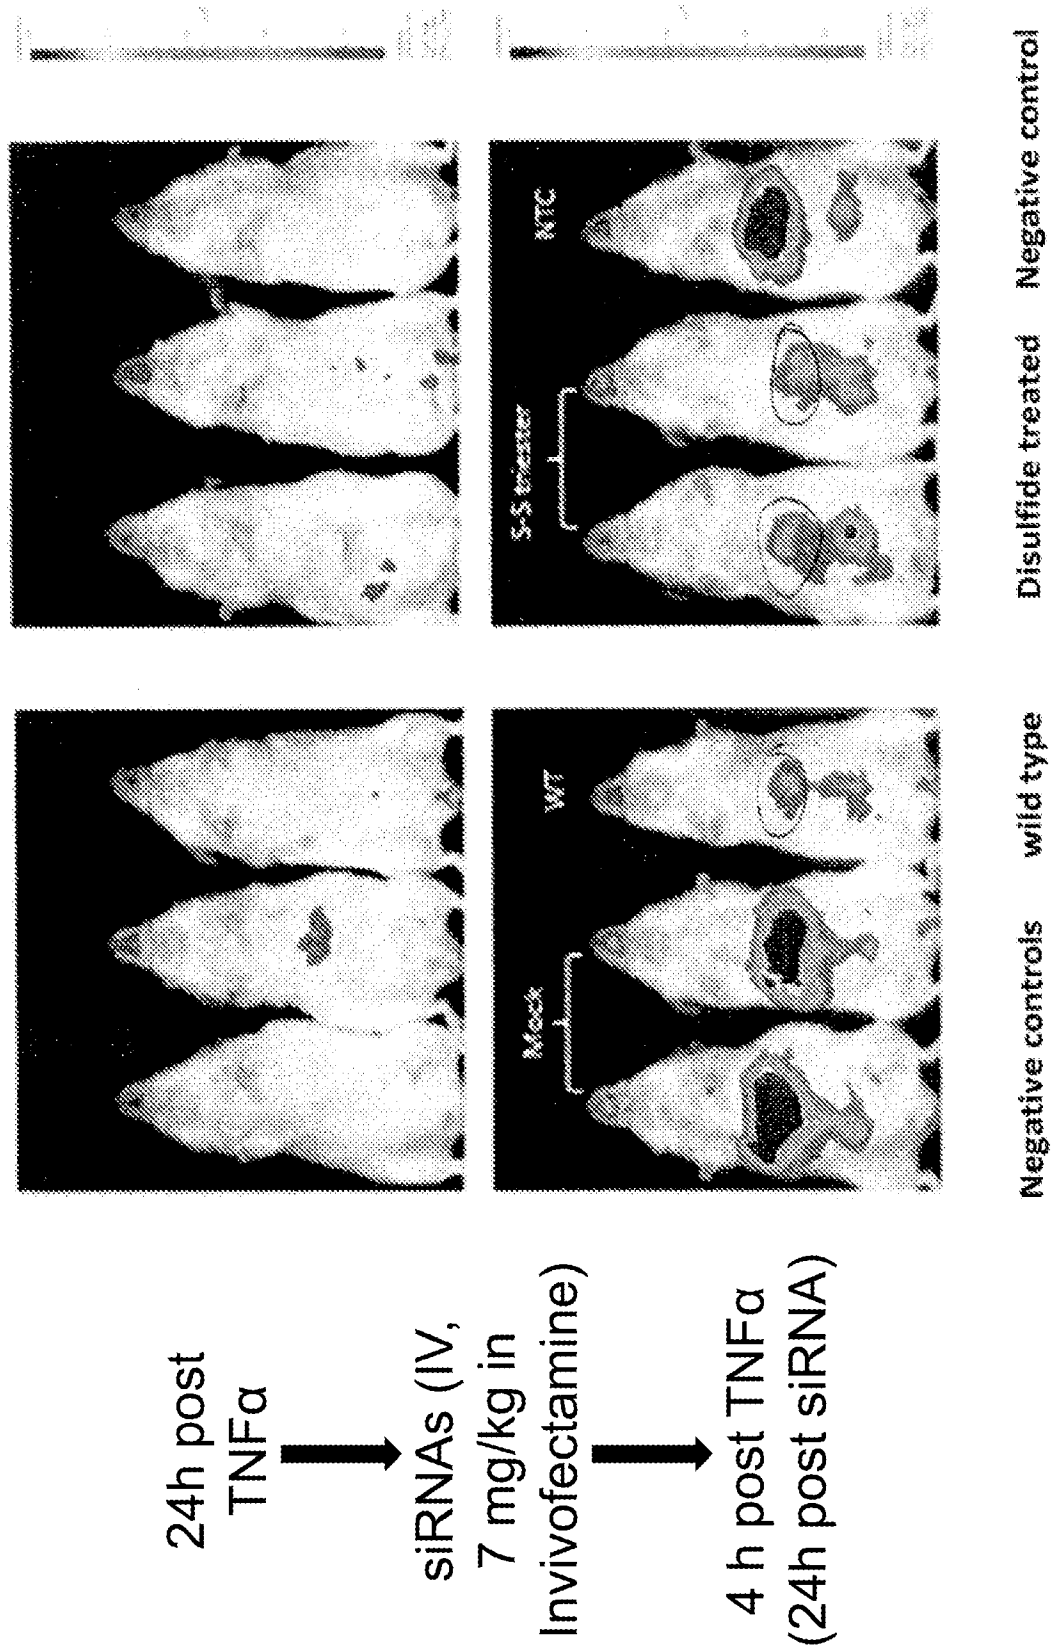 24h post
TNFα
siRNAs (IV,
7 mg/kg in
Invivofectamine)
4 h post TNFα
(24h post siRNA)
Mock
WT
S-S triester
NTC
Negative controls
wild type
Disulfide treated
Negative control